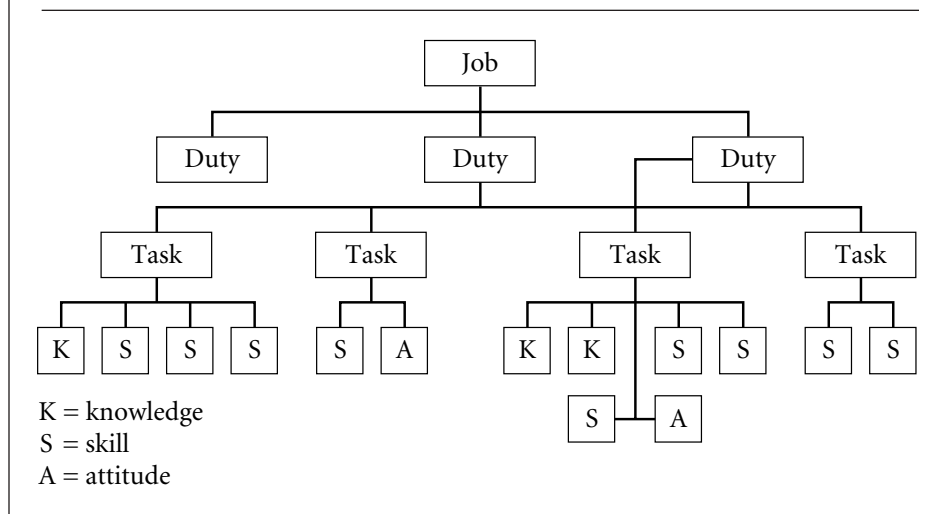 Job
Duty Duty Duty
Task Task Task Task
K S S S S A K K S S S S
S A
K = knowledge
S = skill
A = attitude